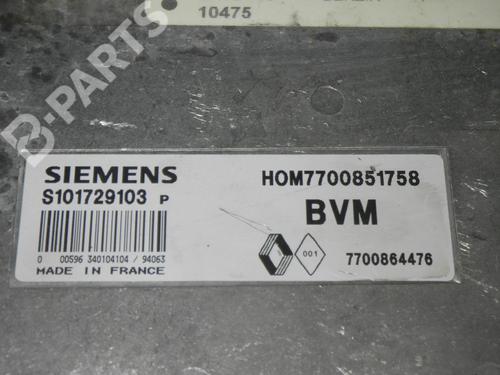 10475
B-PARTS
SIEMENS
S101729103 P
0 00596 340104104 / 94063
MADE IN FRANCE
HOM7700851758
BVM
001
7700864476